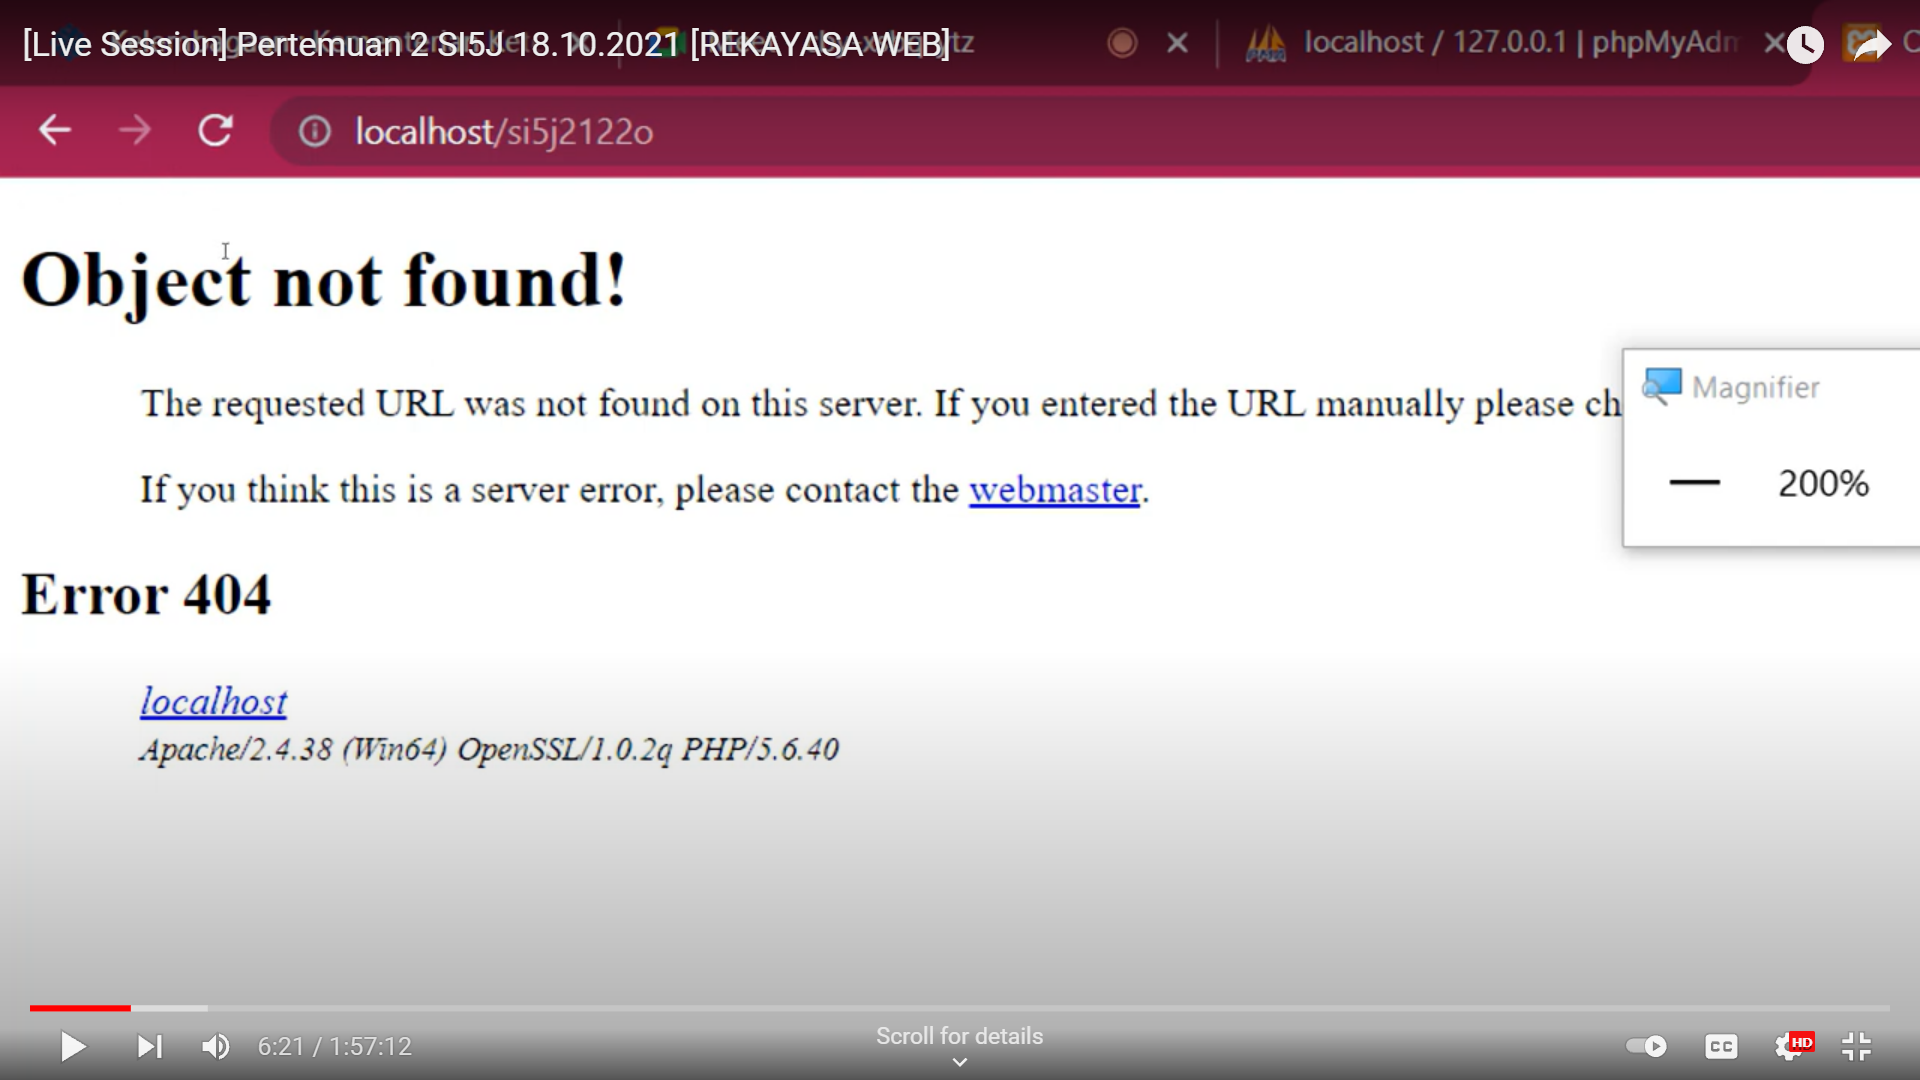 [Live Session] Pertemuan 2 SI5J 18.10.2021 [REKAYASA WEB]
localhost / 127.0.0.1 | phpMyAdm
localhost/si5j2122o
Object not found!
The requested URL was not found on this server. If you entered the URL manually please ch
Magnifier
If you think this is a server error, please contact the webmaster.
200%
Error 404
localhost
Apache/2.4.38 (Win64) OpenSSL/1.0.2q PHP/5.6.40
Scroll for details
6:21 / 1:57:12
CC
HD